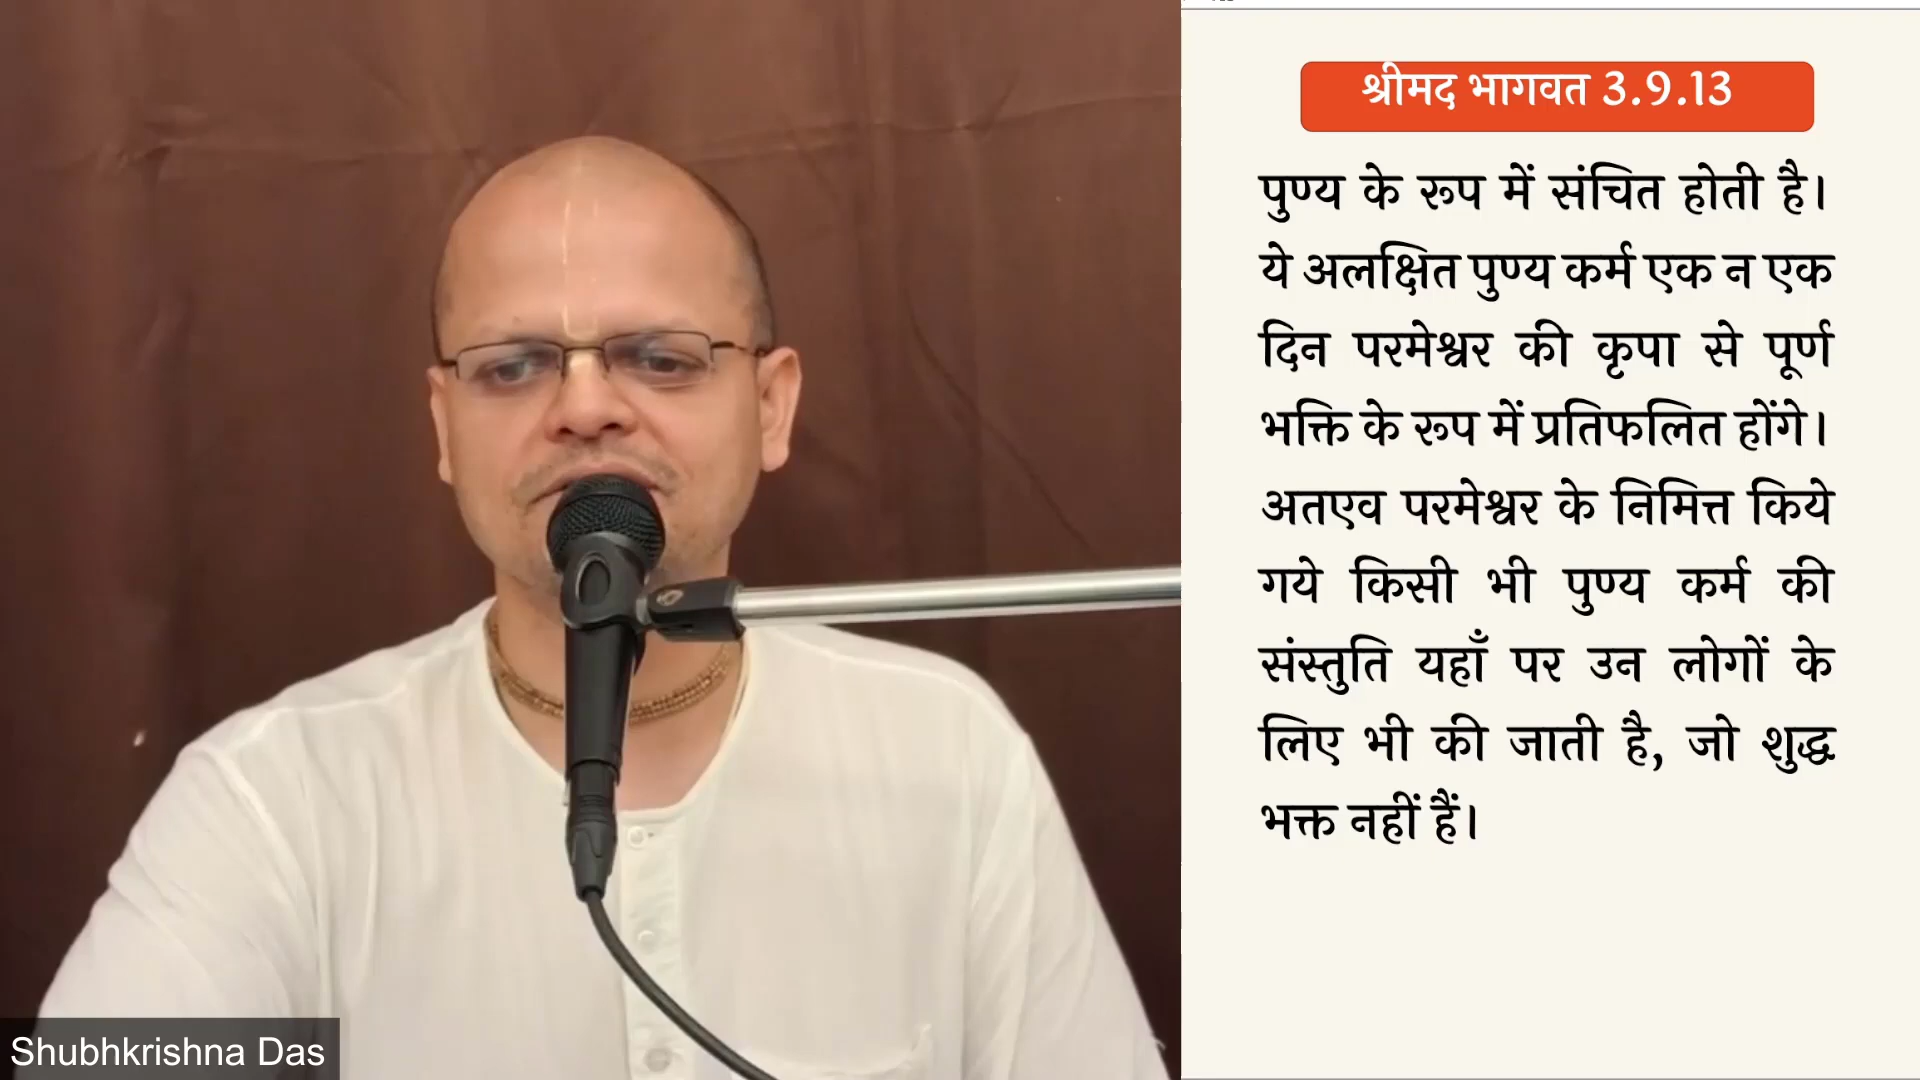 श्रीमद भागवत 3.9.13
पुण्य के रूप में संचित होती है।
ये अलक्षित पुण्य कर्म एक न एक
दिन परमेश्वर की कृपा से पूर्ण
भक्ति के रूप में प्रतिफलित होंगे।
अतएव परमेश्वर के निमित्त किये
गये किसी भी पुण्य कर्म की
संस्तुति यहाँ पर उन लोगों के
लिए भी की जाती है, जो शुद्ध
भक्त नहीं हैं।
Shubhkrishna Das